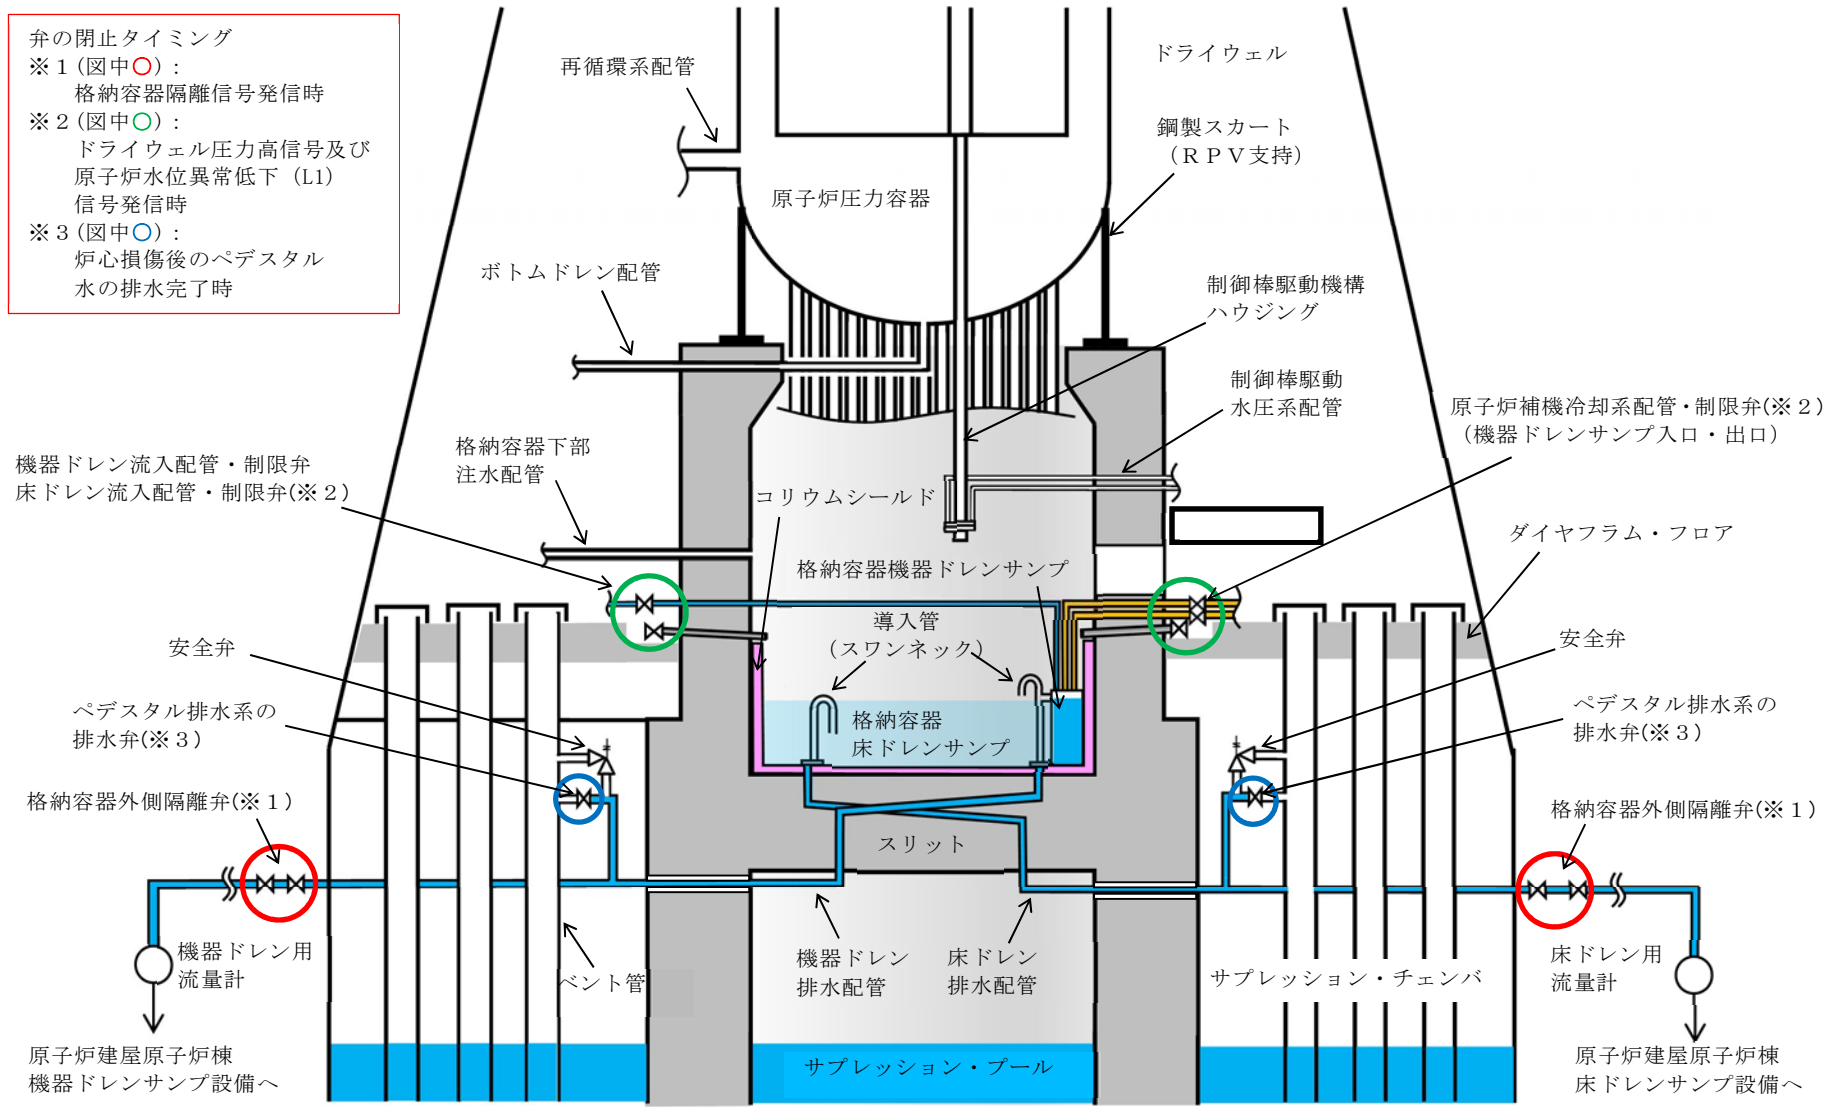 弁の閉止タイミング
※１(図中○)：
格納容器隔離信号発信時
※２(図中○)：
ドライウェル圧力高信号及び
原子炉水位異常低下（L1）
信号発信時
※３(図中○)：
炉心損傷後のペデスタル
水の排水完了時
再循環系配管
ドライウェル
鋼製スカート
（ＲＰＶ支持）
原子炉圧力容器
ボトムドレン配管
制御棒駆動機構
ハウジング
制御棒駆動
水圧系配管
原子炉補機冷却系配管・制限弁(※２)
（機器ドレンサンプ入口・出口）
格納容器下部
注水配管
機器ドレン流入配管・制限弁
床ドレン流入配管・制限弁(※２)
コリウムシールド
ダイヤフラム・フロア
格納容器機器ドレンサンプ
導入管
（スワンネック）
安全弁
安全弁
ペデスタル排水系の
排水弁(※３)
格納容器
床ドレンサンプ
ペデスタル排水系の
排水弁(※３)
格納容器外側隔離弁(※１)
格納容器外側隔離弁(※１)
スリット
機器ドレン用
流量計
ベント管
機器ドレン
排水配管
床ドレン
排水配管
サプレッション・チェンバ
床ドレン用
流量計
原子炉建屋原子炉棟
機器ドレンサンプ設備へ
サプレッション・プール
原子炉建屋原子炉棟
床ドレンサンプ設備へ